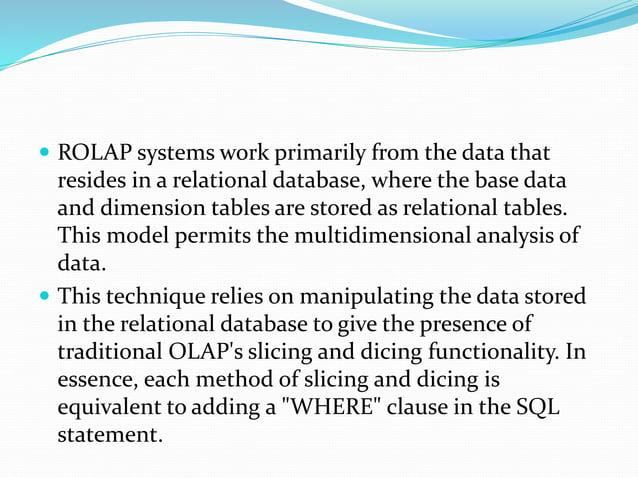 • ROLAP systems work primarily from the data that
resides in a relational database, where the base data
and dimension tables are stored as relational tables.
This model permits the multidimensional analysis of
data.
• This technique relies on manipulating the data stored
in the relational database to give the presence of
traditional OLAP's slicing and dicing functionality. In
essence, each method of slicing and dicing is
equivalent to adding a "WHERE" clause in the SQL
statement.